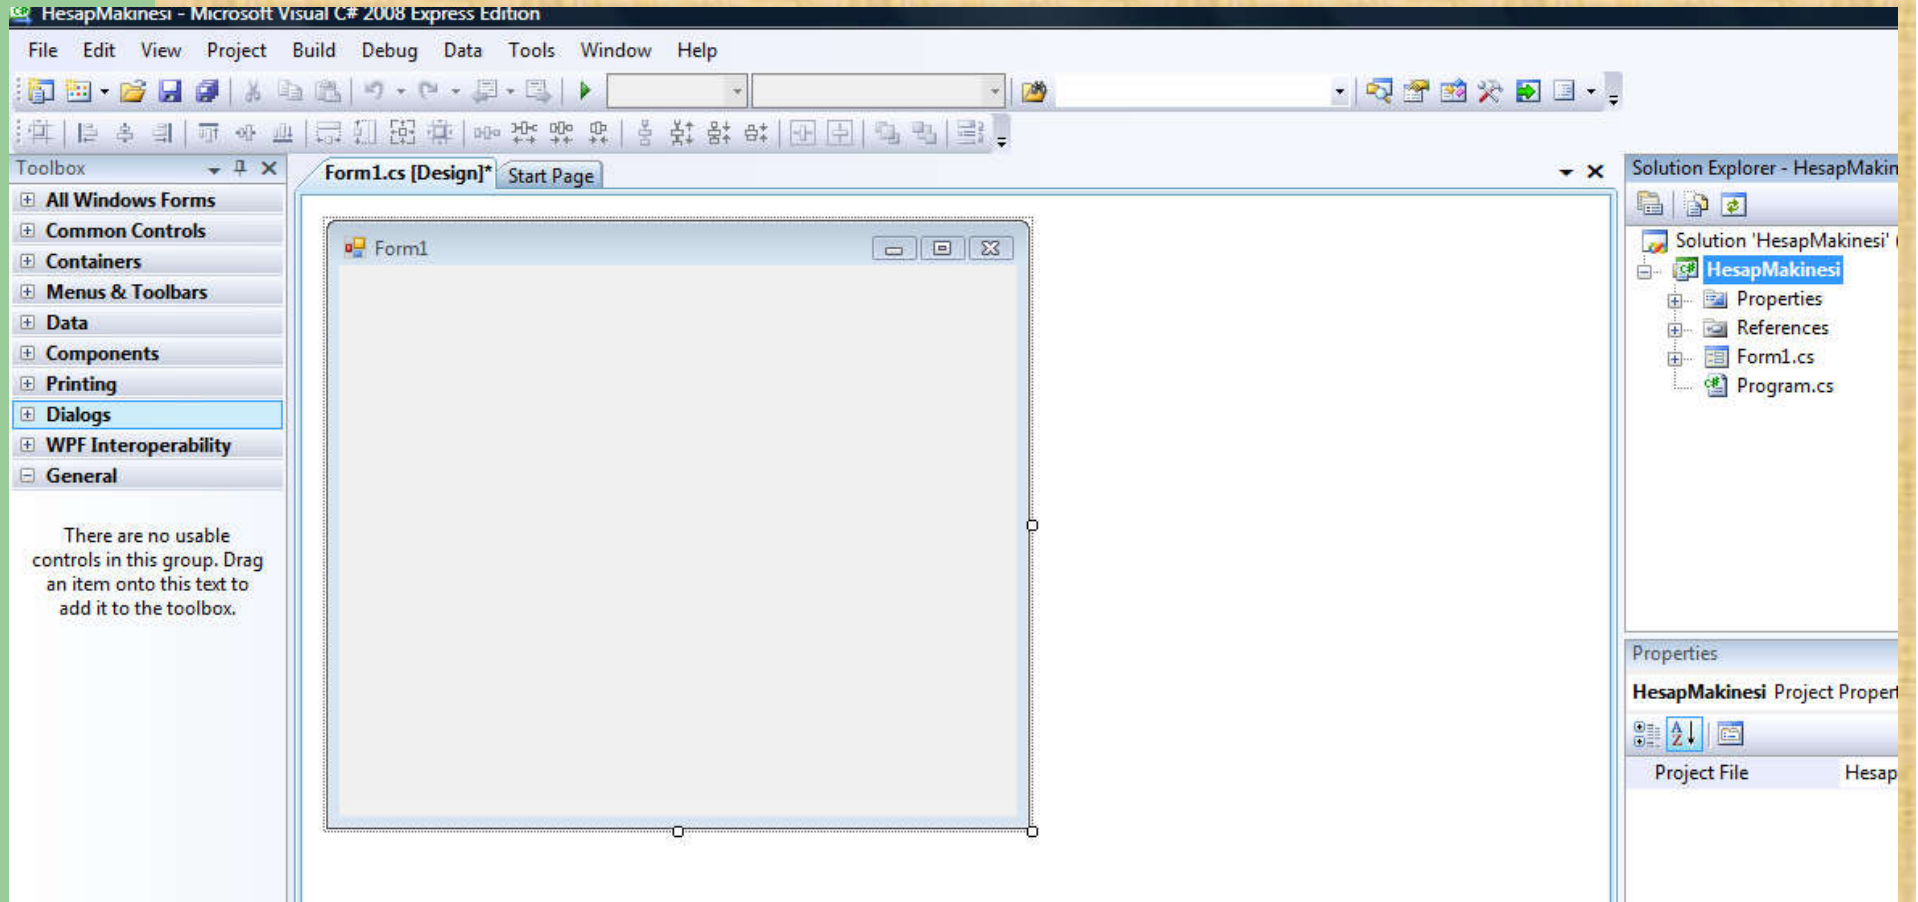 HesapMakinesi - Microsoft Visual C# 2008 Express Edition
File Edit View Project Build Debug Data Tools Window Help
Toolbox
All Windows Forms
Common Controls
Containers
Menus & Toolbars
Data
Components
Printing
Dialogs
WPF Interoperability
General
There are no usable
controls in this group. Drag
an item onto this text to
add it to the toolbox.
Form1.cs [Design]* Start Page
Form1
Solution Explorer - HesapMakin
Solution 'HesapMakinesi' (
HesapMakinesi
Properties
References
Form1.cs
Program.cs
Properties
HesapMakinesi Project Propert
Project File Hesap